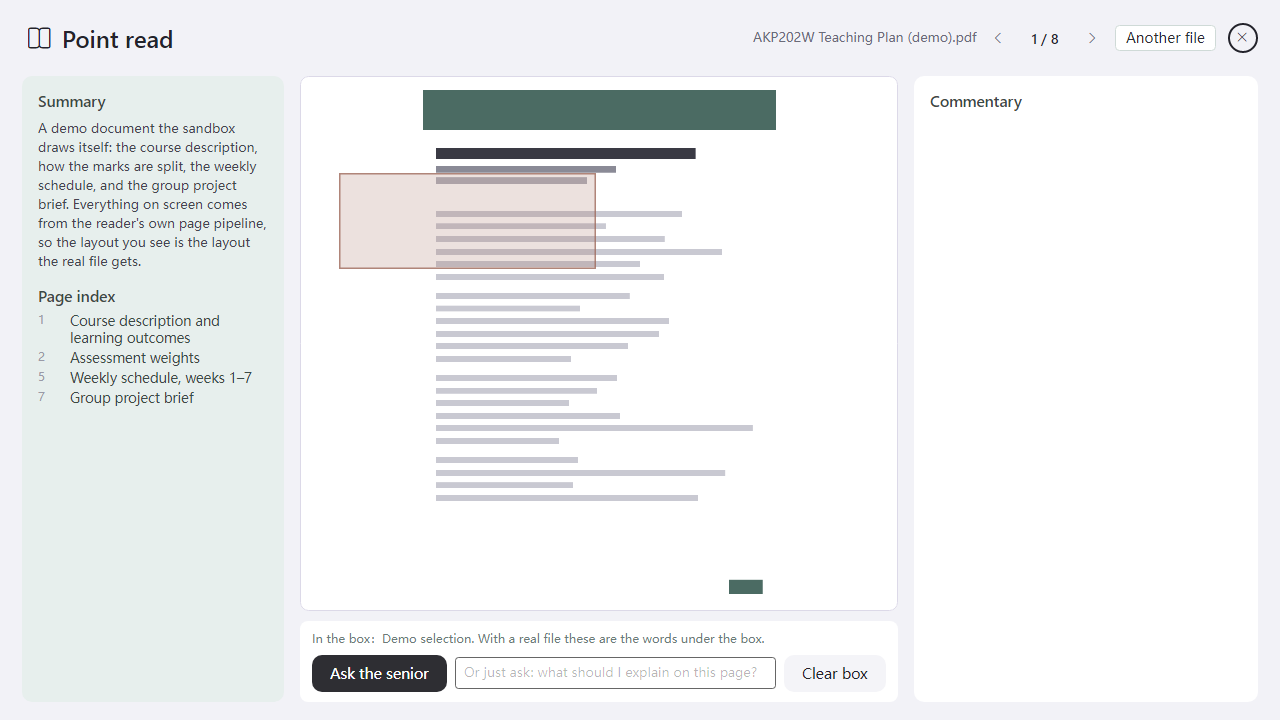 Point read
AKP202W Teaching Plan (demo).pdf
1 / 8
Another file
Summary
A demo document the sandbox
draws itself: the course description,
how the marks are split, the weekly
schedule, and the group project
brief. Everything on screen comes
from the reader's own page pipeline,
so the layout you see is the layout
the real file gets.
Page index
1 Course description and
learning outcomes
2 Assessment weights
5 Weekly schedule, weeks 1–7
7 Group project brief
In the box: Demo selection. With a real file these are the words under the box.
Ask the senior
Or just ask: what should I explain on this page?
Clear box
Commentary